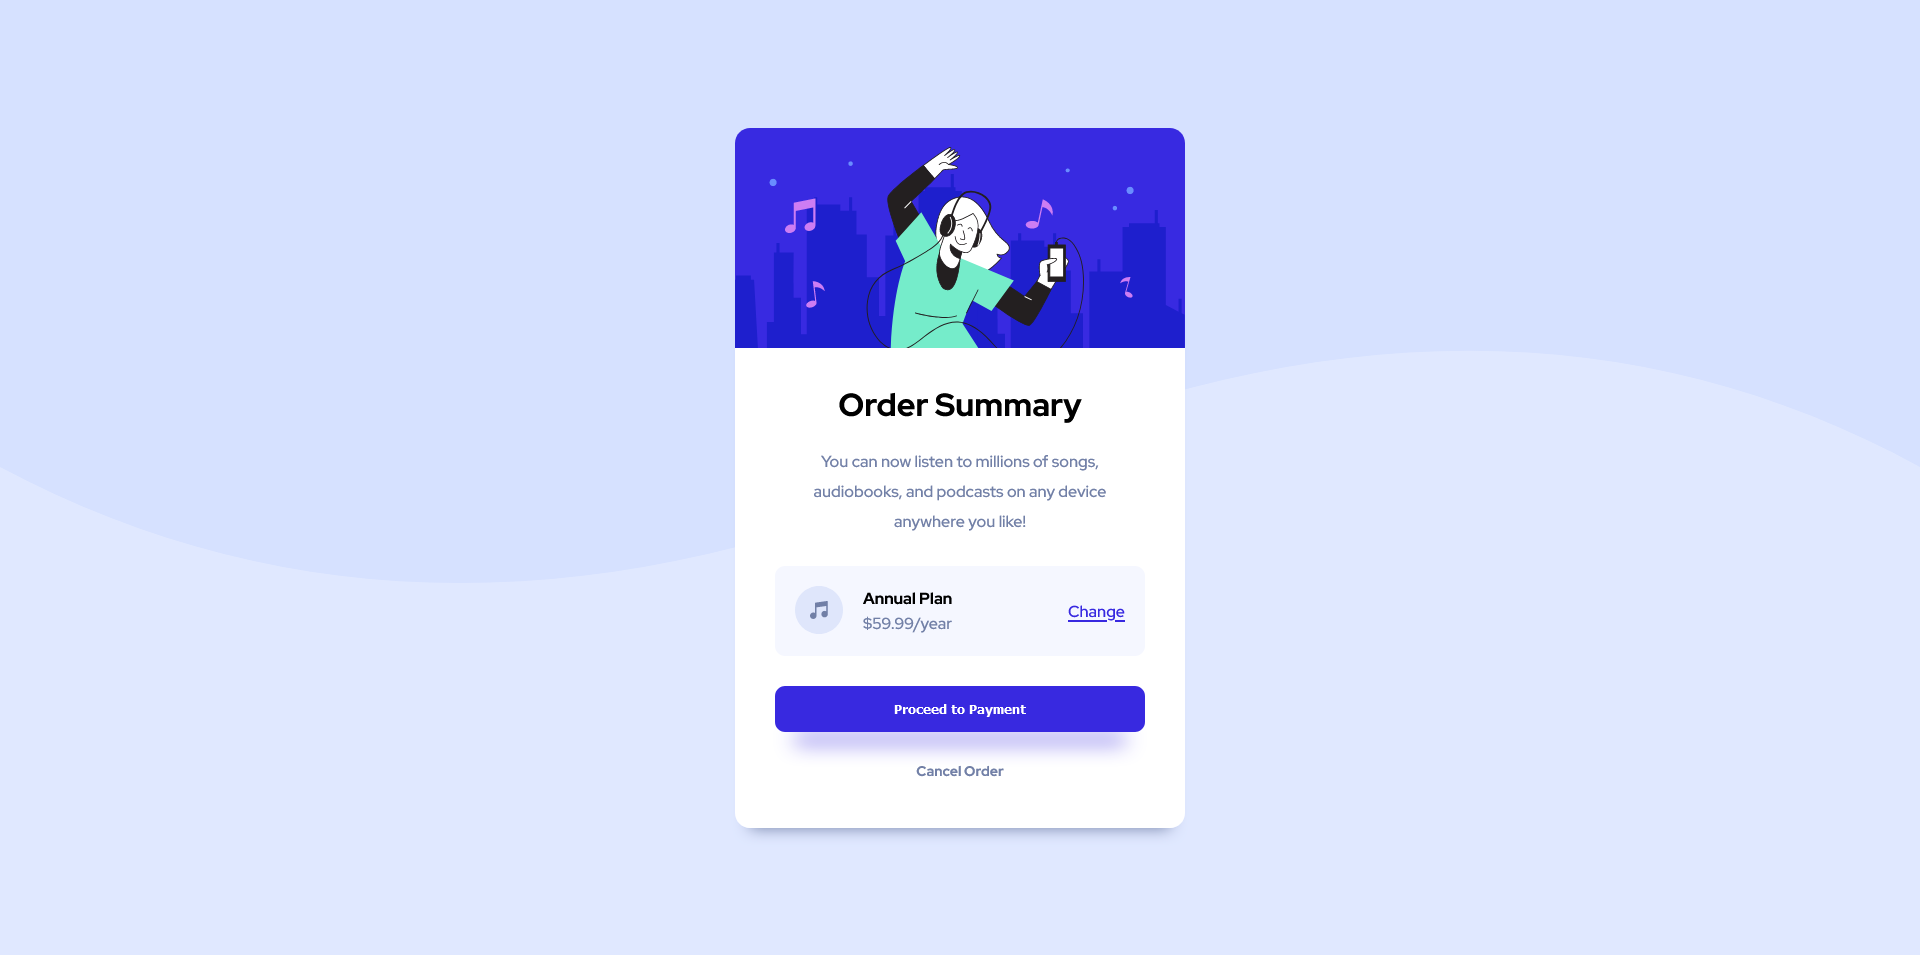 Order Summary
You can now listen to millions of songs,
audiobooks, and podcasts on any device
anywhere you like!
Annual Plan
$59.99/year
Change
Proceed to Payment
Cancel Order